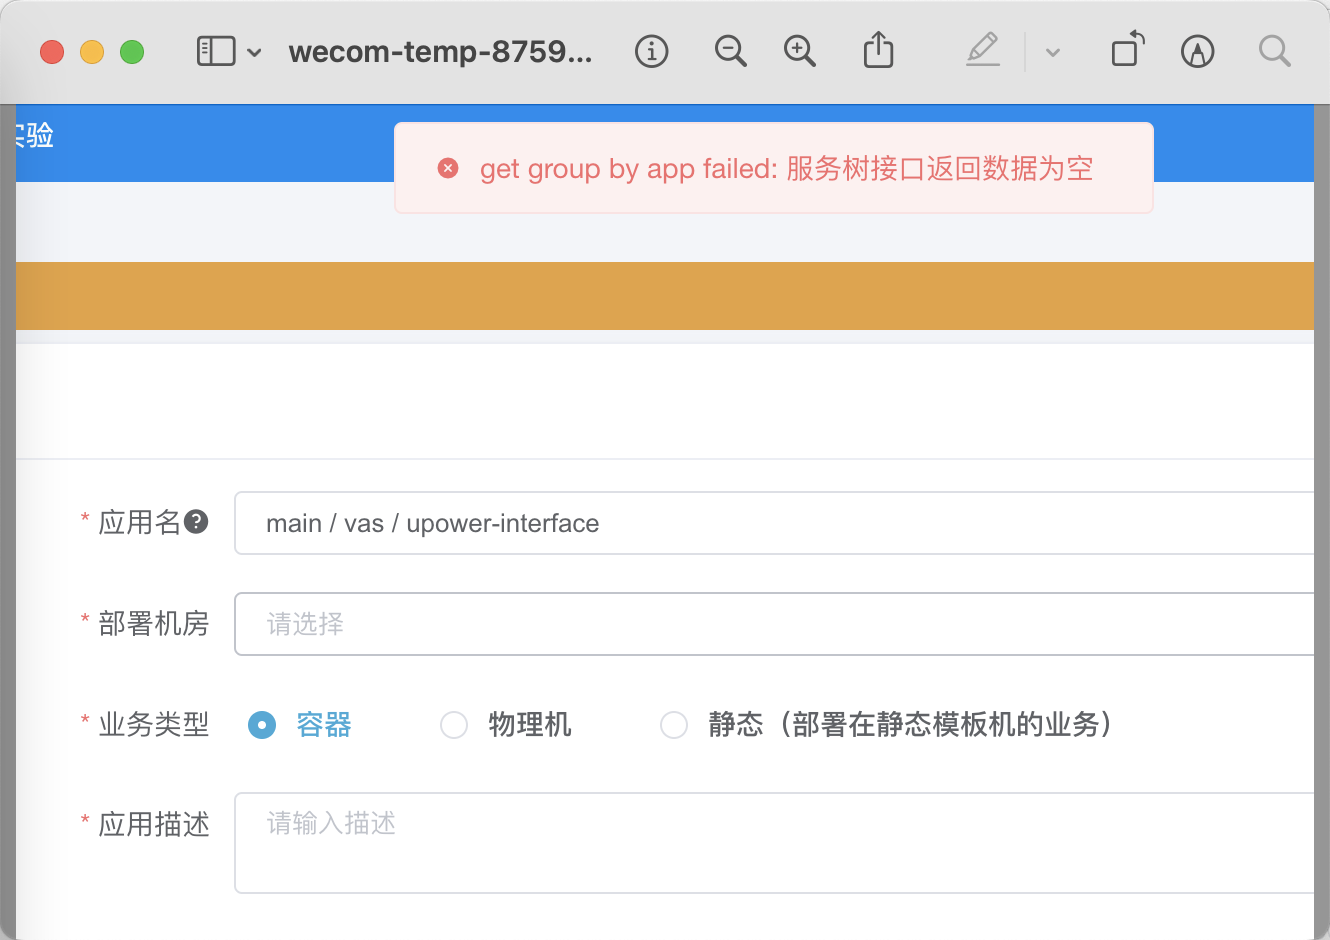 wecom-temp-8759...
实验
get group by app failed: 服务树接口返回数据为空
* 应用名 main / vas / upower-interface
* 部署机房 请选择
* 业务类型 容器 物理机 静态（部署在静态模板机的业务）
* 应用描述 请输入描述